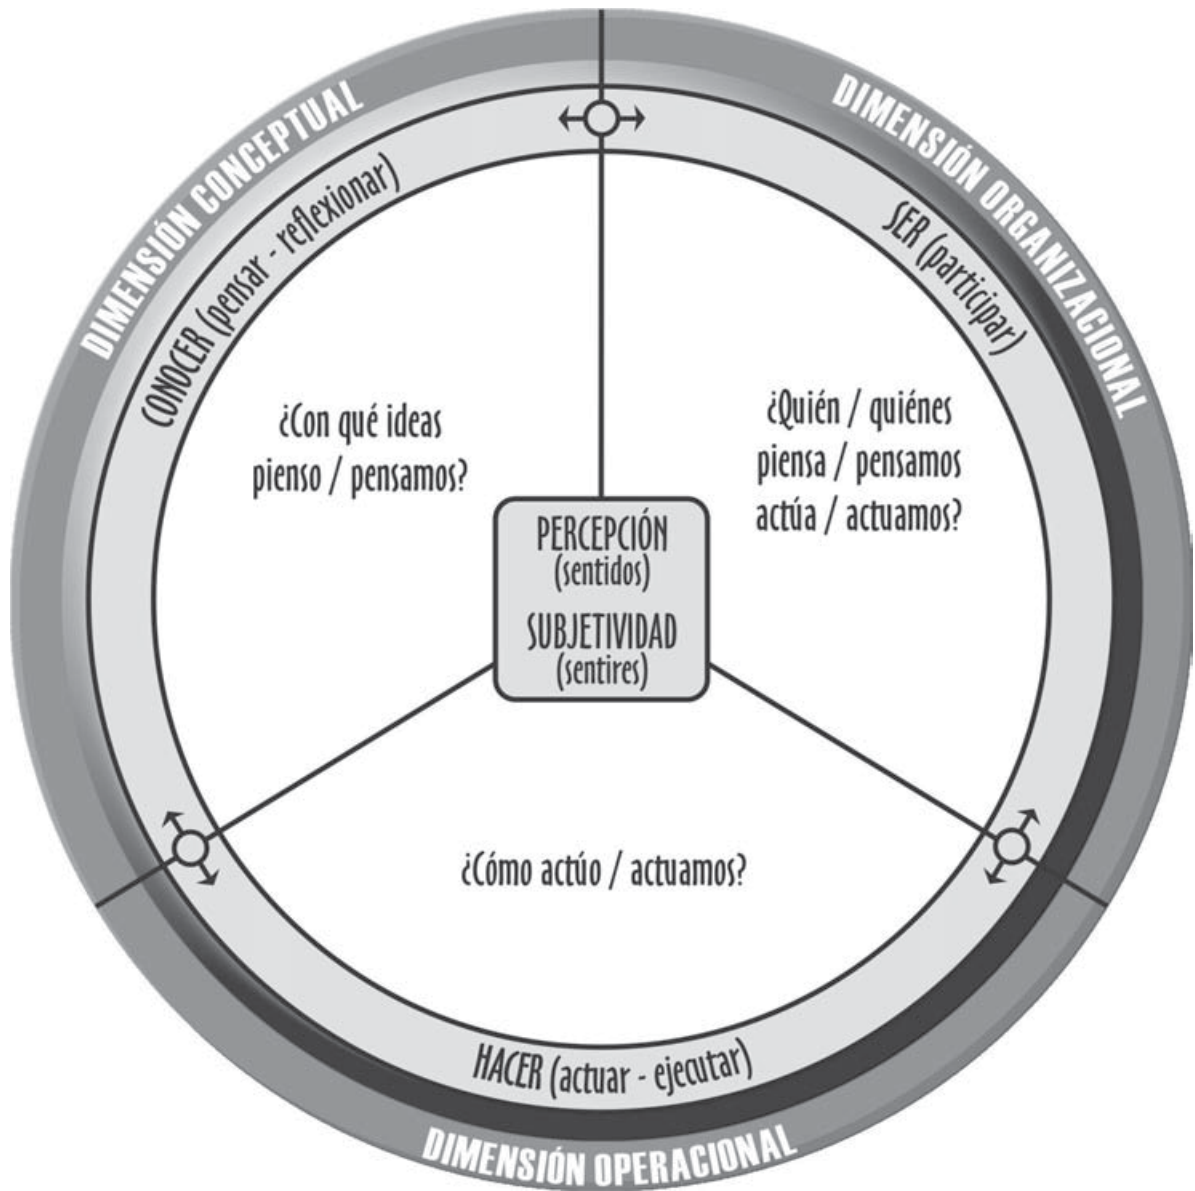 DIMENSIÓN CONCEPTUAL
CONOCER (pensar - reflexionar)
¿Con qué ideas
pienso / pensamos?
DIMENSIÓN ORGANIZACIONAL
SER (participar)
¿Quién / quiénes
piensa / pensamos
actúa / actuamos?
PERCEPCIÓN
(sentidos)
SUBJETIVIDAD
(sentires)
¿Cómo actúo / actuamos?
HACER (actuar - ejecutar)
DIMENSIÓN OPERACIONAL